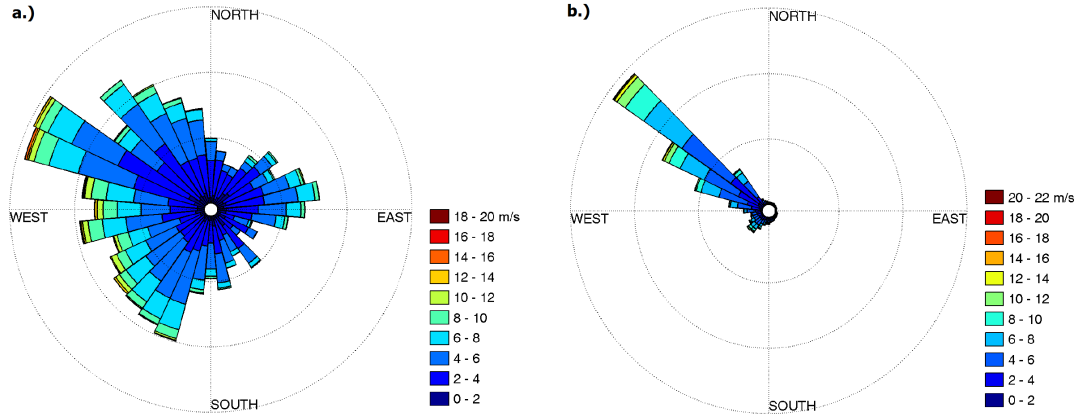 a.)
NORTH
WEST
EAST
SOUTH
18 - 20 m/s
16 - 18
14 - 16
12 - 14
10 - 12
8 - 10
6 - 8
4 - 6
2 - 4
0 - 2
b.)
NORTH
WEST
EAST
SOUTH
20 - 22 m/s
18 - 20
16 - 18
14 - 16
12 - 14
10 - 12
8 - 10
6 - 8
4 - 6
2 - 4
0 - 2